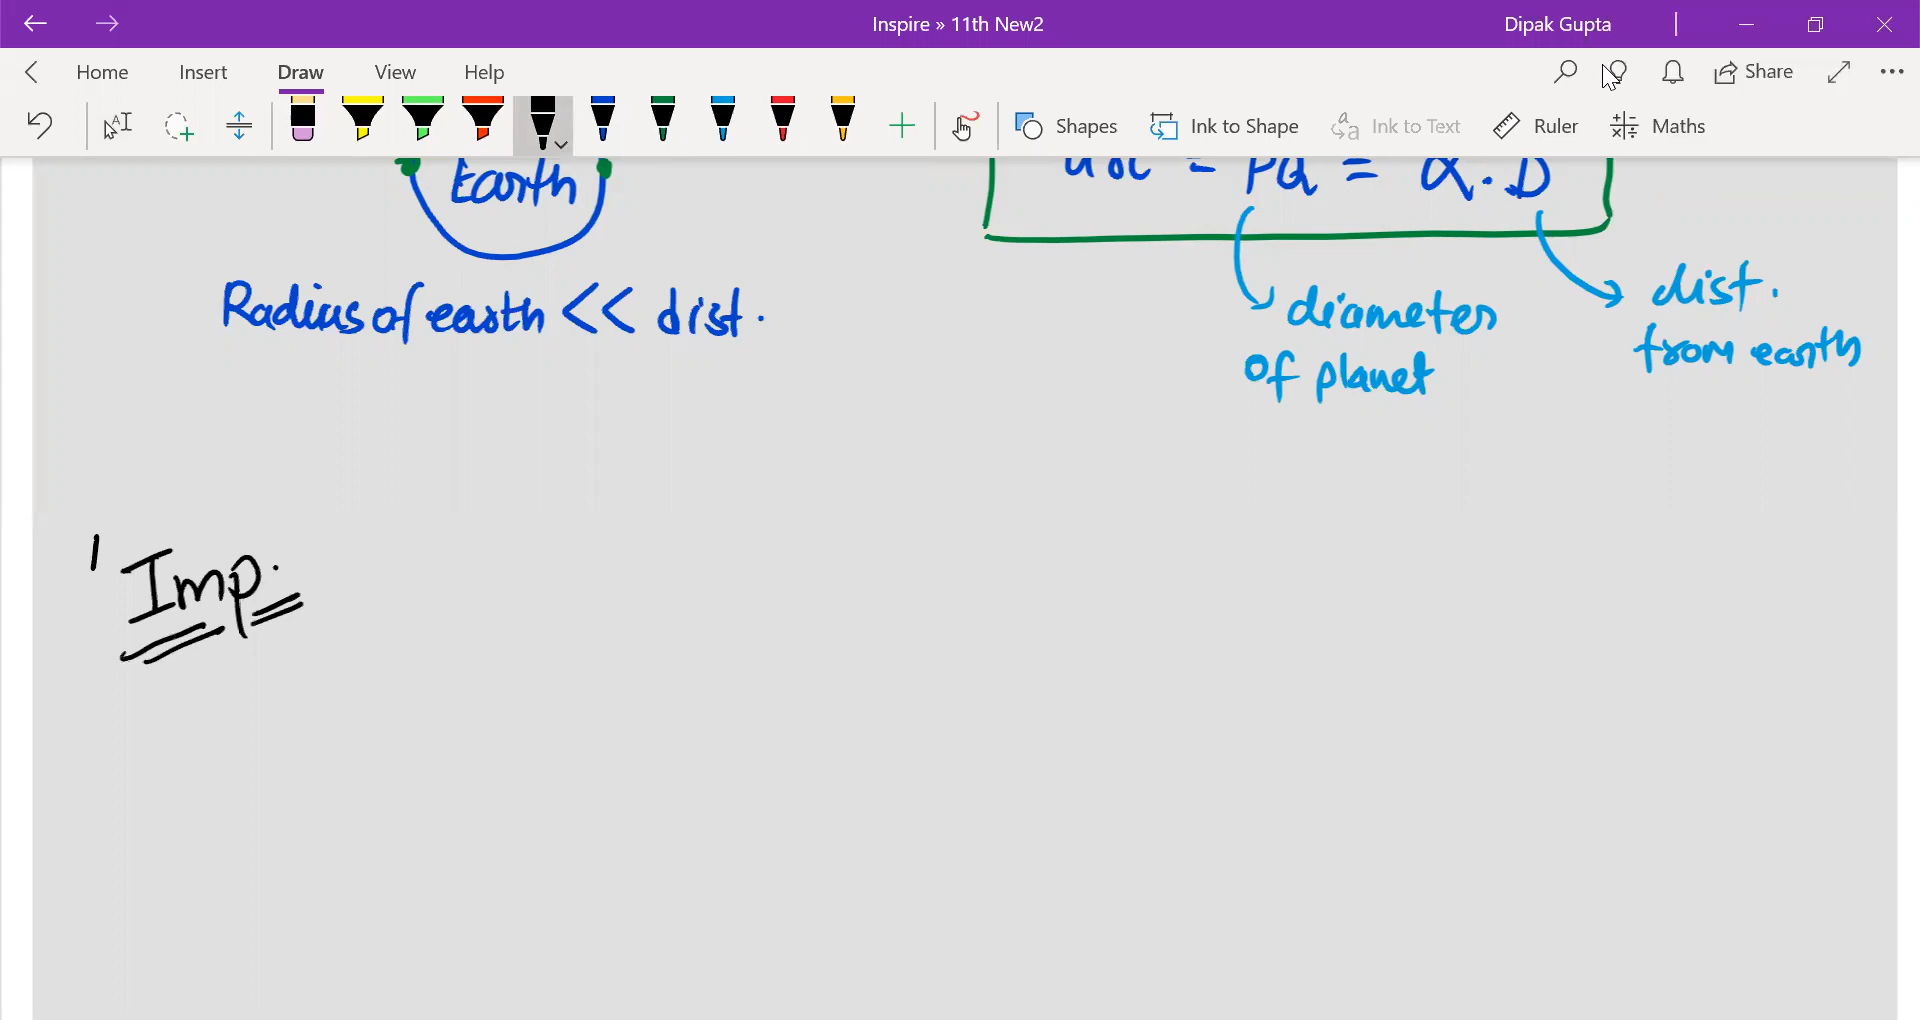 Inspire » 11th New2
Dipak Gupta
Home Insert Draw View Help
Share
Shapes
Ink to Shape
Ink to Text
Ruler
Maths
Earth
= PQ = α . D
Radius of earth << dist.
diameter
of planet
dist.
from earth
Imp.